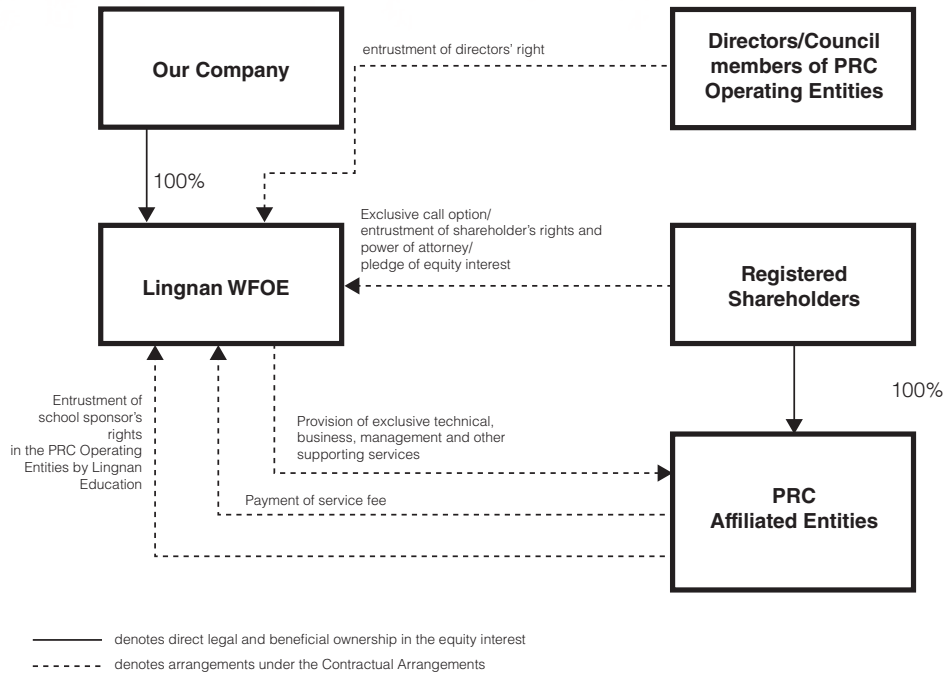 Our Company
entrustment of directors’ right
Directors/Council
members of PRC
Operating Entities
100%
Exclusive call option/
entrustment of shareholder’s rights and
power of attorney/
pledge of equity interest
Lingnan WFOE
Registered
Shareholders
100%
Entrustment of
school sponsor’s
rights
in the PRC Operating
Entities by Lingnan
Education
Provision of exclusive technical,
business, management and other
supporting services
Payment of service fee
PRC
Affiliated Entities
denotes direct legal and beneficial ownership in the equity interest
denotes arrangements under the Contractual Arrangements